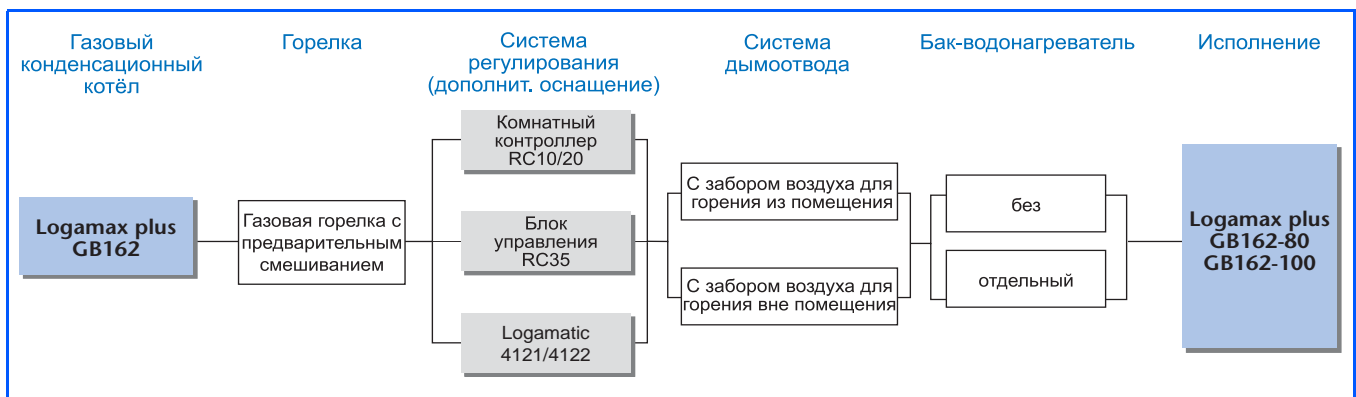 Газовый
конденсационный
котёл
Горелка
Система
регулирования
(дополнит. оснащение)
Система
дымоотвода
Бак-водонагреватель
Исполнение
Logamax plus
GB162
Газовая горелка с
предварительным
смешиванием
Комнатный
контроллер
RC10/20
Блок
управления
RC35
Logamatic
4121/4122
С забором воздуха для
горения из помещения
С забором воздуха для
горения вне помещения
без
отдельный
Logamax plus
GB162-80
GB162-100